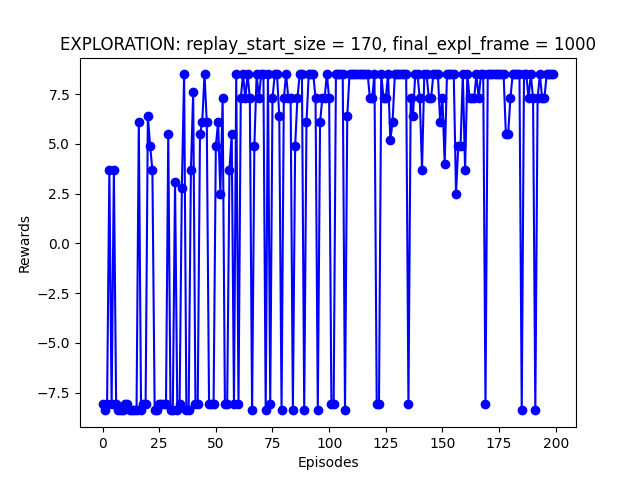 EXPLORATION: replay_start_size = 170, final_expl_frame = 1000
Rewards
7.5
5.0
2.5
0.0
−2.5
−5.0
−7.5
0 25 50 75 100 125 150 175 200
Episodes